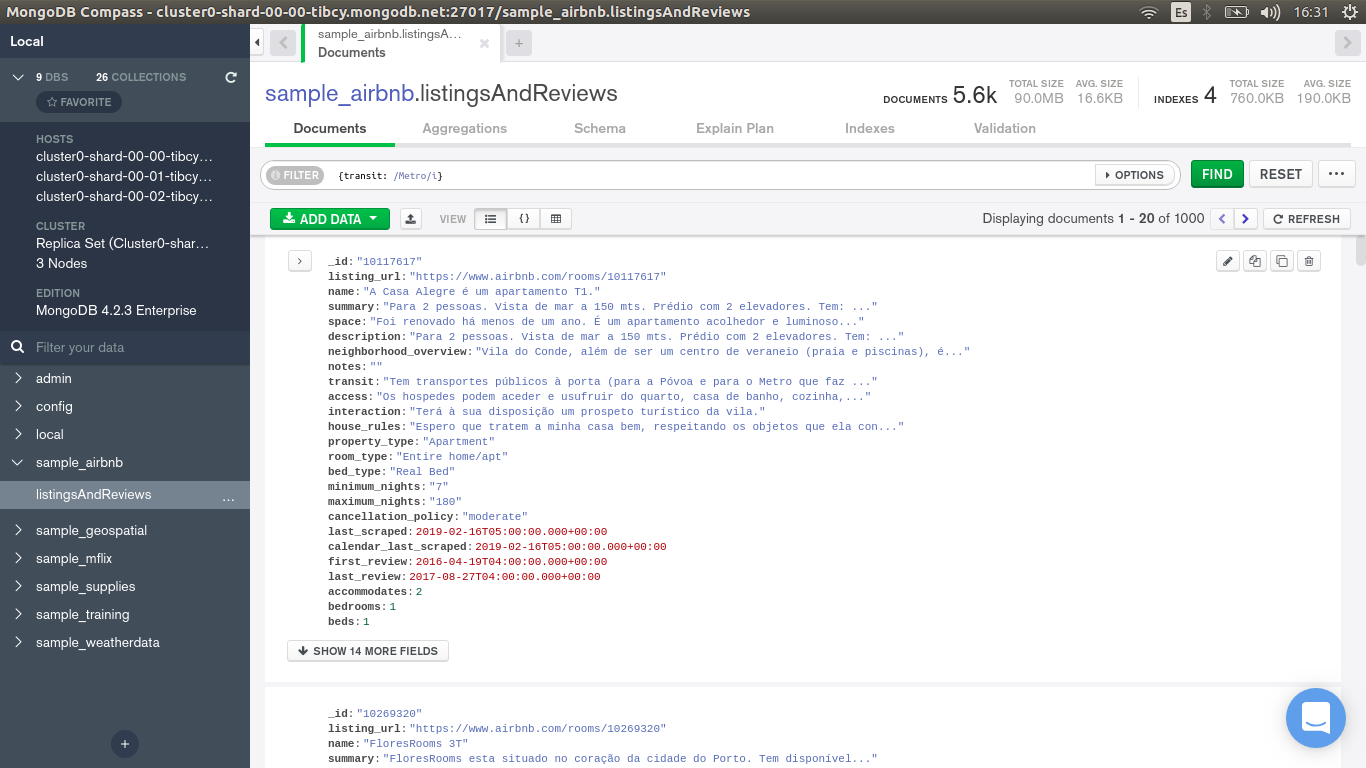 MongoDB Compass - cluster0-shard-00-00-tibcy.mongodb.net:27017/sample_airbnb.listingsAndReviews
Es
16:31
Local
9 DBS 26 COLLECTIONS
FAVORITE
HOSTS
cluster0-shard-00-00-tibcy...
cluster0-shard-00-01-tibcy...
cluster0-shard-00-02-tibcy...
CLUSTER
Replica Set (Cluster0-shar...
3 Nodes
EDITION
MongoDB 4.2.3 Enterprise
Filter your data
admin
config
local
sample_airbnb
listingsAndReviews ...
sample_geospatial
sample_mflix
sample_supplies
sample_training
sample_weatherdata
+
sample_airbnb.listingsA...
Documents
+
sample_airbnb.listingsAndReviews
DOCUMENTS 5.6k TOTAL SIZE 90.0MB AVG. SIZE 16.6KB
INDEXES 4 TOTAL SIZE 760.0KB AVG. SIZE 190.0KB
Documents Aggregations Schema Explain Plan Indexes Validation
FILTER {transit: /Metro/i} OPTIONS FIND RESET ...
ADD DATA VIEW {} Displaying documents 1 - 20 of 1000 < > REFRESH
_id: "10117617"
listing_url: "https://www.airbnb.com/rooms/10117617"
name: "A Casa Alegre é um apartamento T1."
summary: "Para 2 pessoas. Vista de mar a 150 mts. Prédio com 2 elevadores. Tem: ..."
space: "Foi renovado há menos de um ano. É um apartamento acolhedor e luminoso..."
description: "Para 2 pessoas. Vista de mar a 150 mts. Prédio com 2 elevadores. Tem: ..."
neighborhood_overview: "Vila do Conde, além de ser um centro de veraneio (praia e piscinas), é..."
notes: ""
transit: "Tem transportes públicos à porta (para a Póvoa e para o Metro que faz ..."
access: "Os hospedes podem aceder e usufruir do quarto, casa de banho, cozinha,..."
interaction: "Terá à sua disposição um prospeto turístico da vila."
house_rules: "Espero que tratem a minha casa bem, respeitando os objetos que ela con..."
property_type: "Apartment"
room_type: "Entire home/apt"
bed_type: "Real Bed"
minimum_nights: "7"
maximum_nights: "180"
cancellation_policy: "moderate"
last_scraped: 2019-02-16T05:00:00.000+00:00
calendar_last_scraped: 2019-02-16T05:00:00.000+00:00
first_review: 2016-04-19T04:00:00.000+00:00
last_review: 2017-08-27T04:00:00.000+00:00
accommodates: 2
bedrooms: 1
beds: 1
SHOW 14 MORE FIELDS
_id: "10269320"
listing_url: "https://www.airbnb.com/rooms/10269320"
name: "FloresRooms 3T"
summary: "FloresRooms esta situado no coração da cidade do Porto. Tem disponível..."